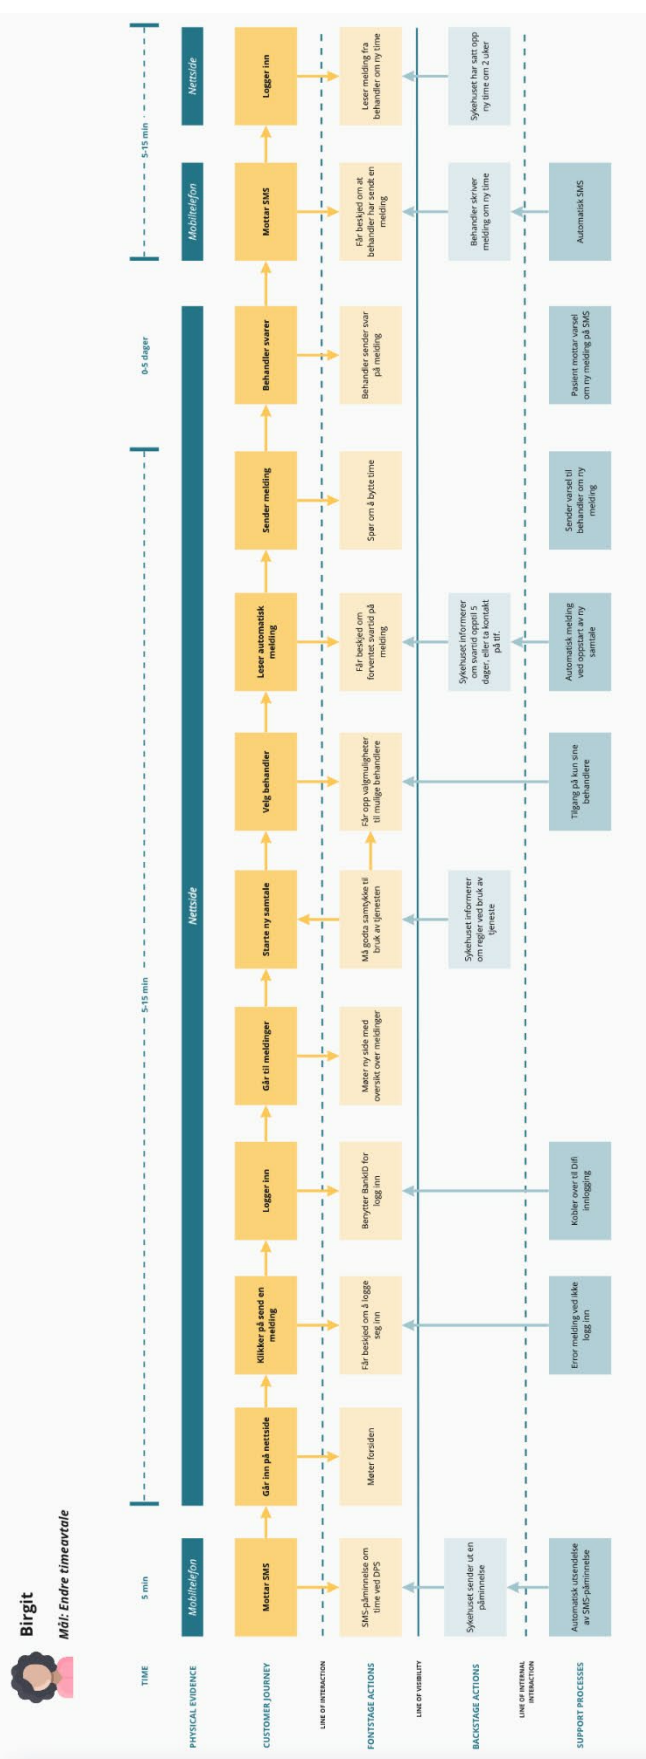 Birgit
Mål: Endre timeavtale
TIME
5 min
5-15 min
0-5 dager
5-15 min
PHYSICAL EVIDENCE
Mobiltelefon
Nettside
Mobiltelefon
Nettside
CUSTOMER JOURNEY
Mottar SMS
Går inn på nettside
Klikker på send en
melding
Logger inn
Går til meldinger
Starte ny samtale
Velg behandler
Leser automatisk
melding
Sender melding
Behandler svarer
Mottar SMS
Logger inn
LINE OF INTERACTION
FONTSTAGE ACTIONS
SMS-påminnelse om
time ved DPS
Møter forsiden
Får beskjed om å logge
seg inn
Benytter BankID for
logg inn
Møter ny side med
oversikt over meldinger
Må godta samtykke til
bruk av tjenesten
Får opp valgmuligheter
til mulige behandlere
Får beskjed om
forventet svartid på
melding
Spør om å bytte time
Behandler sender svar
på melding
Får beskjed om at
behandler har sendt en
melding
Leser melding fra
behandler om ny time
LINE OF VISIBILITY
BACKSTAGE ACTIONS
Sykehuset sender ut en
påminnelse
Sykehuset informerer
om regler ved bruk av
tjeneste
Sykehuset informerer
om svartid opptil 5
dager, eller ta kontakt
på tlf.
Behandler skriver
melding om ny time
Sykehuset har satt opp
ny time om 2 uker
LINE OF INTERNAL
INTERACTION
SUPPORT PROCESSES
Automatisk utsendelse
av SMS-påminnelse
Error melding ved ikke
logg inn
Kobler over til Difi
innlogging
Tilgang på kun sine
behandlere
Automatisk melding
ved oppstart av ny
samtale
Sender varsel til
behandler om ny
melding
Pasient mottar varsel
om ny melding på SMS
Automatisk SMS